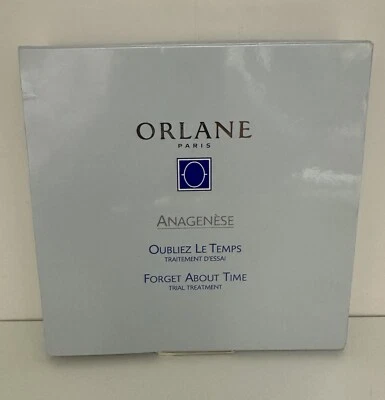 ORLANE
PARIS
ANAGENÈSE
OUBLIEZ LE TEMPS
TRAITEMENT D'ESSAI
FORGET ABOUT TIME
TRIAL TREATMENT